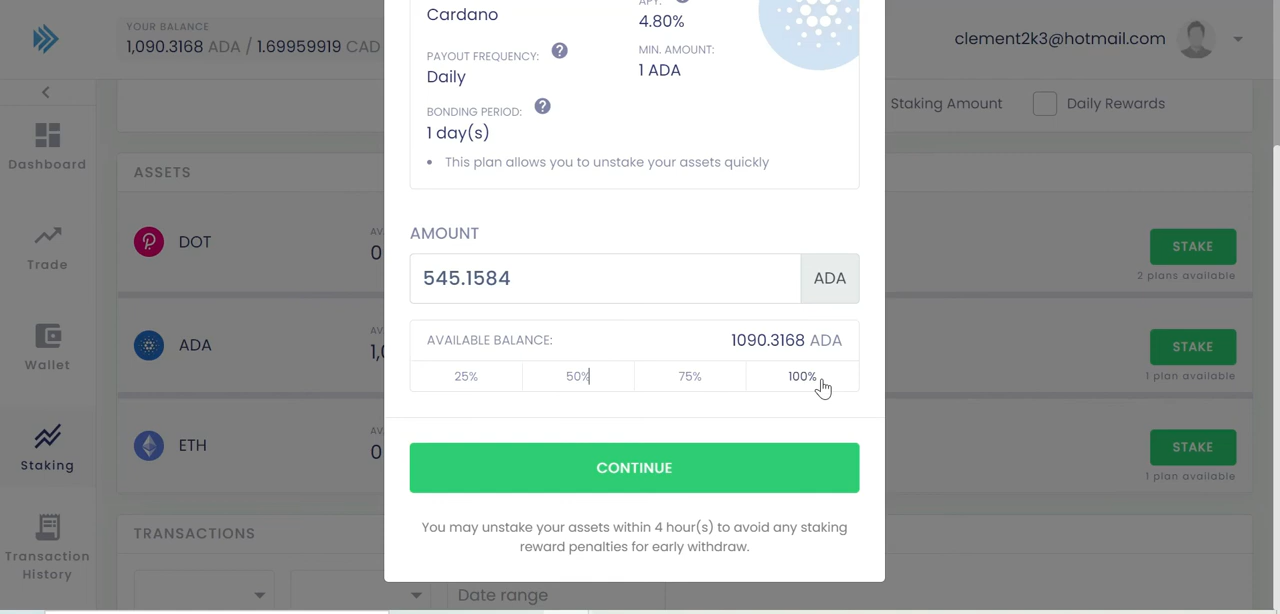 YOUR BALANCE
1,090.3168 ADA / 1.69959919 CAD
clement2k3@hotmail.com
Dashboard
Trade
Wallet
Staking
Transaction
History
Staking Amount
Daily Rewards
ASSETS
DOT
0
STAKE
2 plans available
ADA
STAKE
1 plan available
ETH
0
STAKE
1 plan available
TRANSACTIONS
Date range
Cardano
4.80%
PAYOUT FREQUENCY:
Daily
MIN. AMOUNT:
1 ADA
BONDING PERIOD:
1 day(s)
• This plan allows you to unstake your assets quickly
AMOUNT
545.1584 ADA
AVAILABLE BALANCE: 1090.3168 ADA
25% 50% 75% 100%
CONTINUE
You may unstake your assets within 4 hour(s) to avoid any staking
reward penalties for early withdraw.